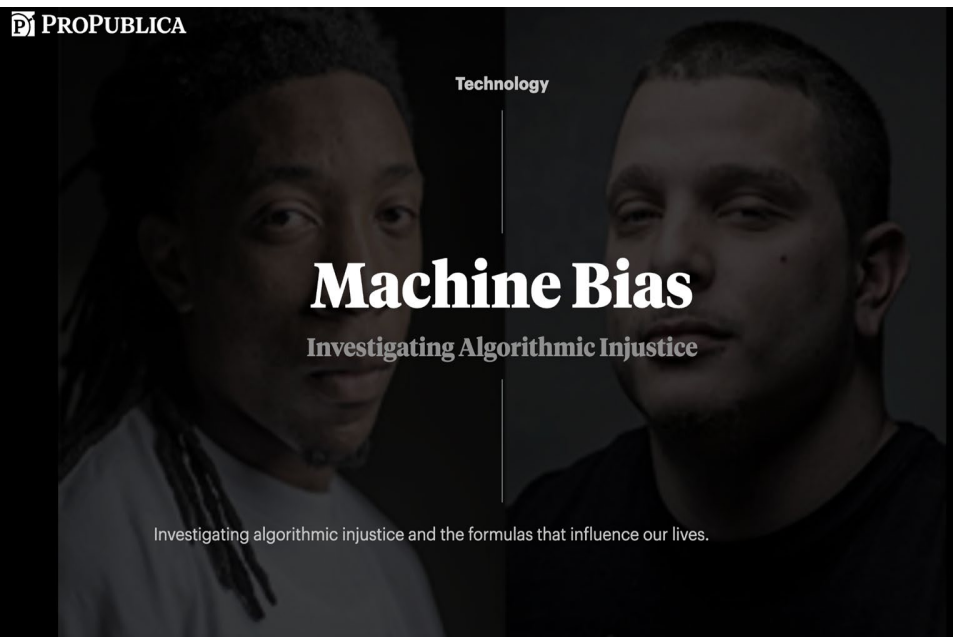 ProPublica
Technology
Machine Bias
Investigating Algorithmic Injustice
Investigating algorithmic injustice and the formulas that influence our lives.